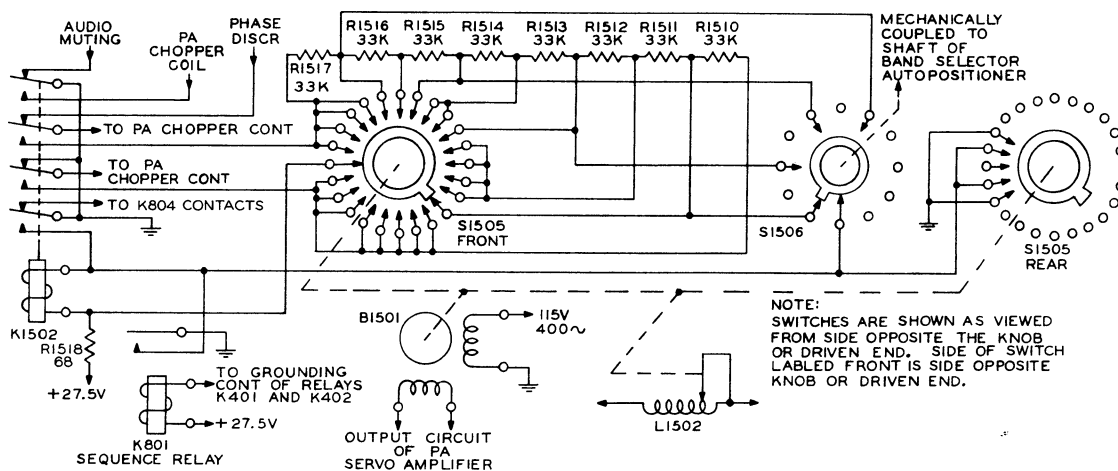 AUDIO
MUTING
PA
CHOPPER
COIL
PHASE
DISCR
R1517
33K
R1516
33K
R1515
33K
R1514
33K
R1513
33K
R1512
33K
R1511
33K
R1510
33K
MECHANICALLY
COUPLED TO
SHAFT OF
BAND SELECTOR
AUTOPOSITIONER
TO PA CHOPPER CONT
TO PA
CHOPPER CONT
TO K804 CONTACTS
S1505
FRONT
S1506
S1505
REAR
K1502
R1518
68
+27.5V
B1501
115V
400~
NOTE:
SWITCHES ARE SHOWN AS VIEWED
FROM SIDE OPPOSITE THE KNOB
OR DRIVEN END. SIDE OF SWITCH
LABLED FRONT IS SIDE OPPOSITE
KNOB OR DRIVEN END.
TO GROUNDING
CONT OF RELAYS
K401 AND K402
+27.5V
K801
SEQUENCE RELAY
OUTPUT CIRCUIT
OF PA
SERVO AMPLIFIER
L1502